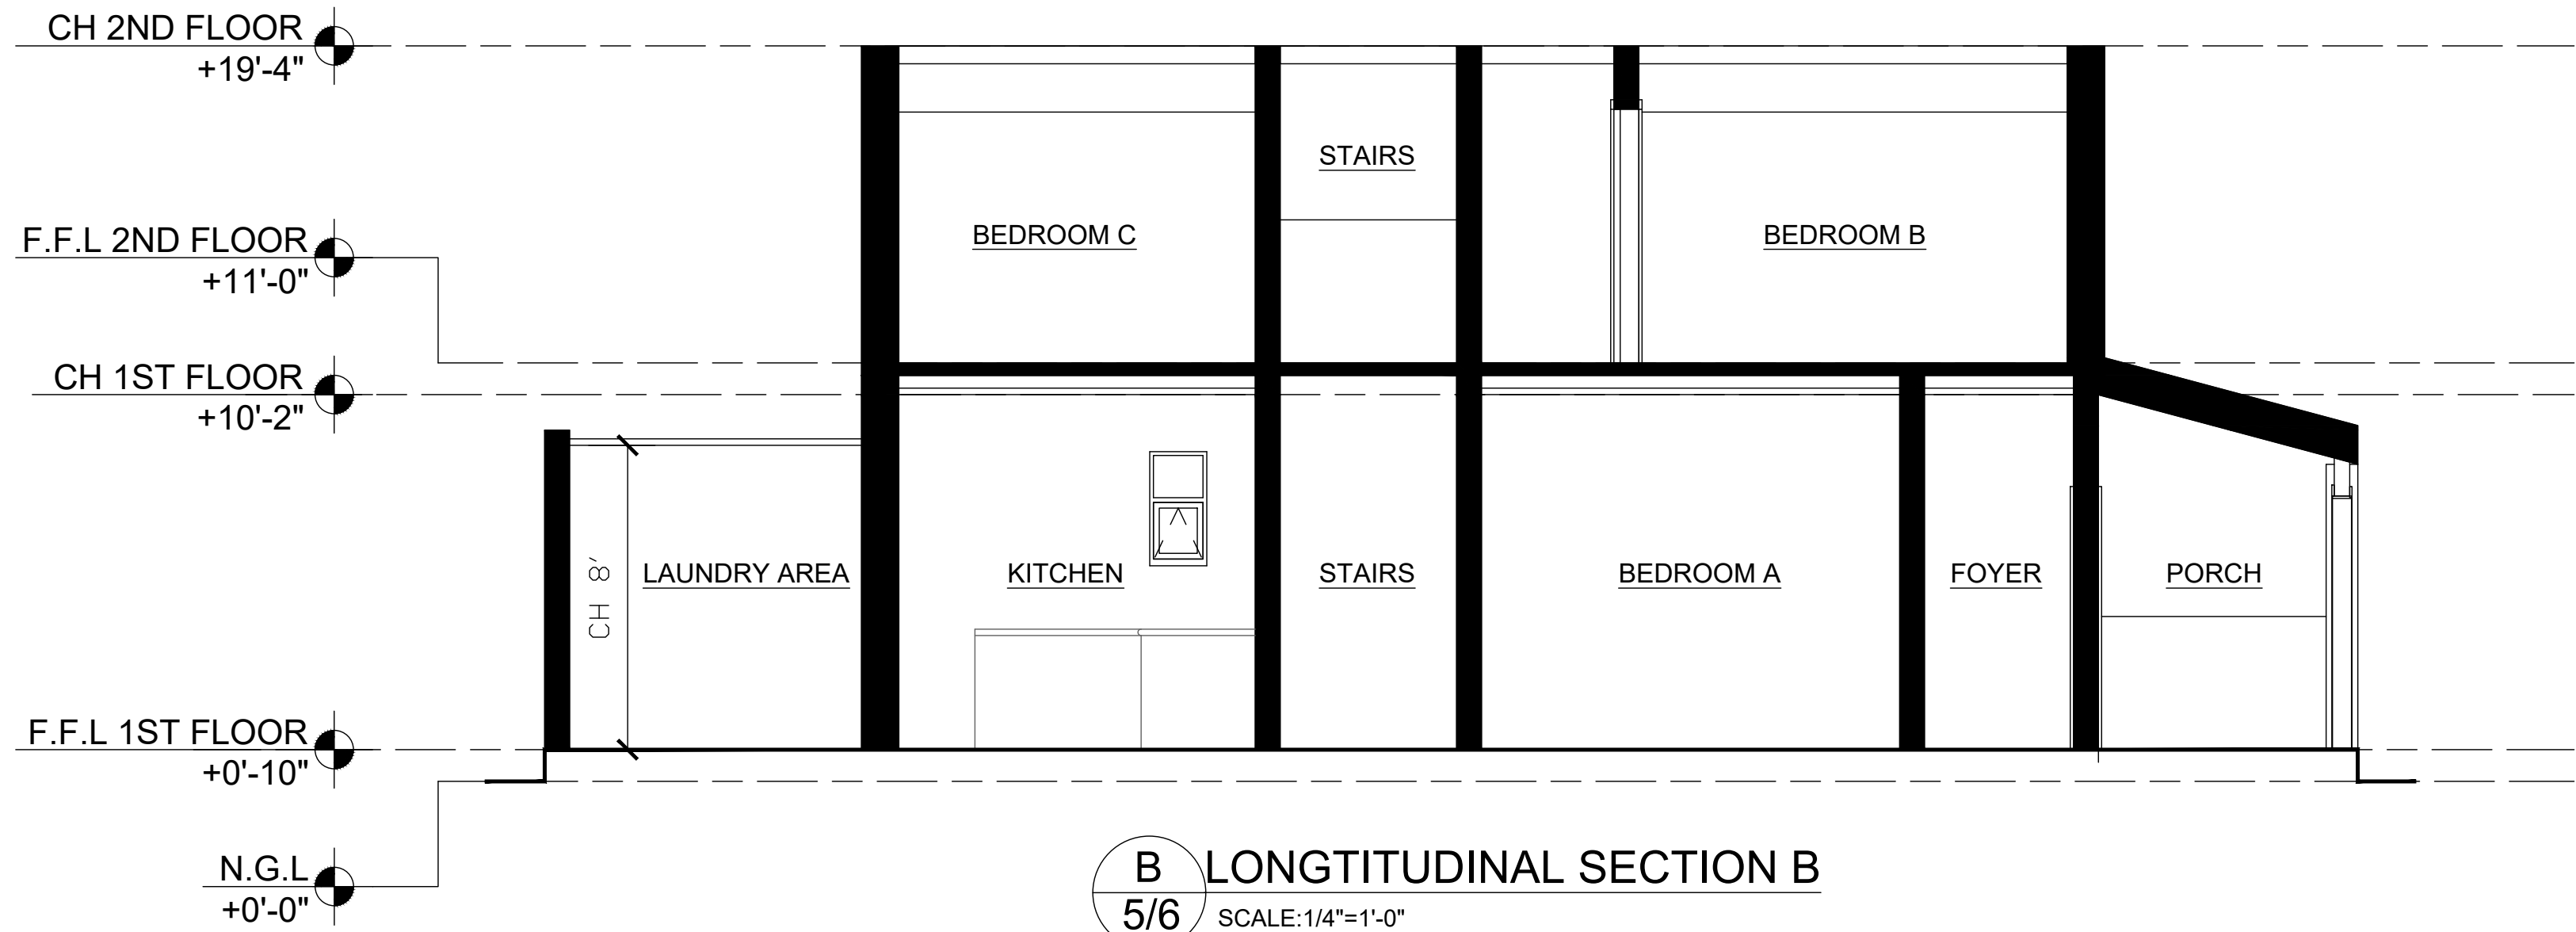 CH 2ND FLOOR
+19'-4"
STAIRS
BEDROOM C
BEDROOM B
F.F.L 2ND FLOOR
+11'-0"
CH 1ST FLOOR
+10'-2"
CH 8'
LAUNDRY AREA
KITCHEN
STAIRS
BEDROOM A
FOYER
PORCH
F.F.L 1ST FLOOR
+0'-10"
N.G.L
+0'-0"
B
5/6
LONGTITUDINAL SECTION B
SCALE:1/4"=1'-0"